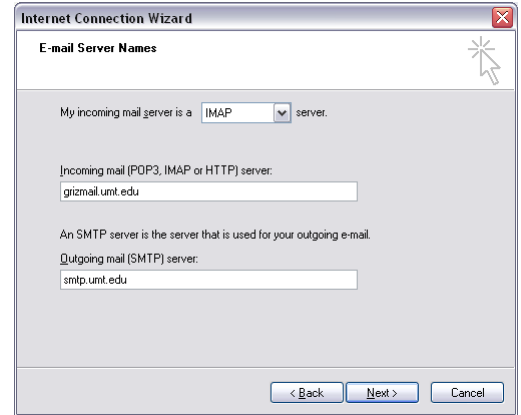 Internet Connection Wizard
E-mail Server Names
My incoming mail server is a IMAP server.
Incoming mail (POP3, IMAP or HTTP) server:
grizmail.umt.edu
An SMTP server is the server that is used for your outgoing e-mail.
Outgoing mail (SMTP) server:
smtp.umt.edu
< Back Next > Cancel